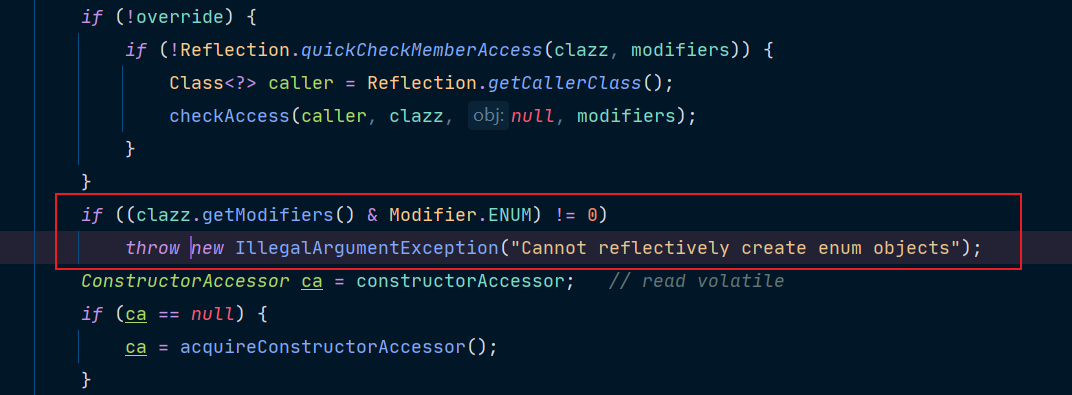 if (!override) {
if (!Reflection.quickCheckMemberAccess(clazz, modifiers)) {
Class<?> caller = Reflection.getCallerClass();
checkAccess(caller, clazz, obj: null, modifiers);
}
}
if ((clazz.getModifiers() & Modifier.ENUM) != 0)
throw new IllegalArgumentException("Cannot reflectively create enum objects");
ConstructorAccessor ca = constructorAccessor;   // read volatile
if (ca == null) {
ca = acquireConstructorAccessor();
}